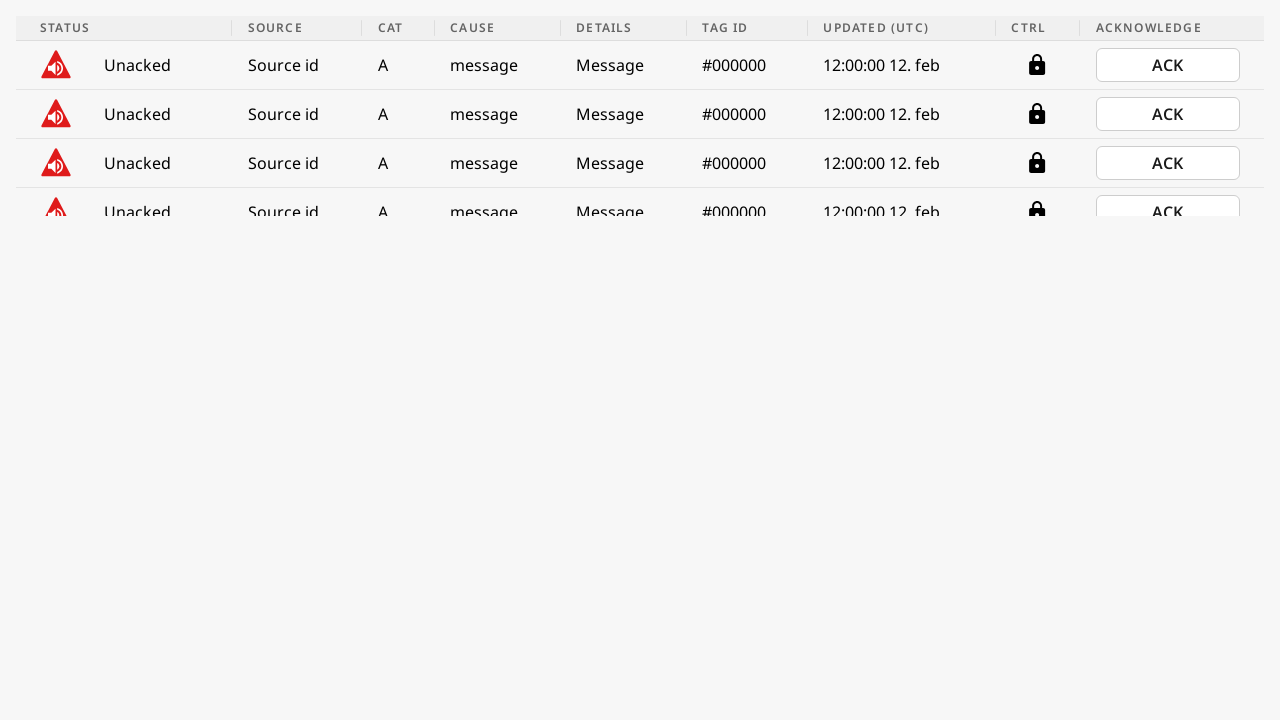 STATUS SOURCE CAT CAUSE DETAILS TAG ID UPDATED (UTC) CTRL ACKNOWLEDGE
Unacked Source id A message Message #000000 12:00:00 12. feb ACK
Unacked Source id A message Message #000000 12:00:00 12. feb ACK
Unacked Source id A message Message #000000 12:00:00 12. feb ACK
Unacked Source id A message Message #000000 12:00:00 12. feb ACK